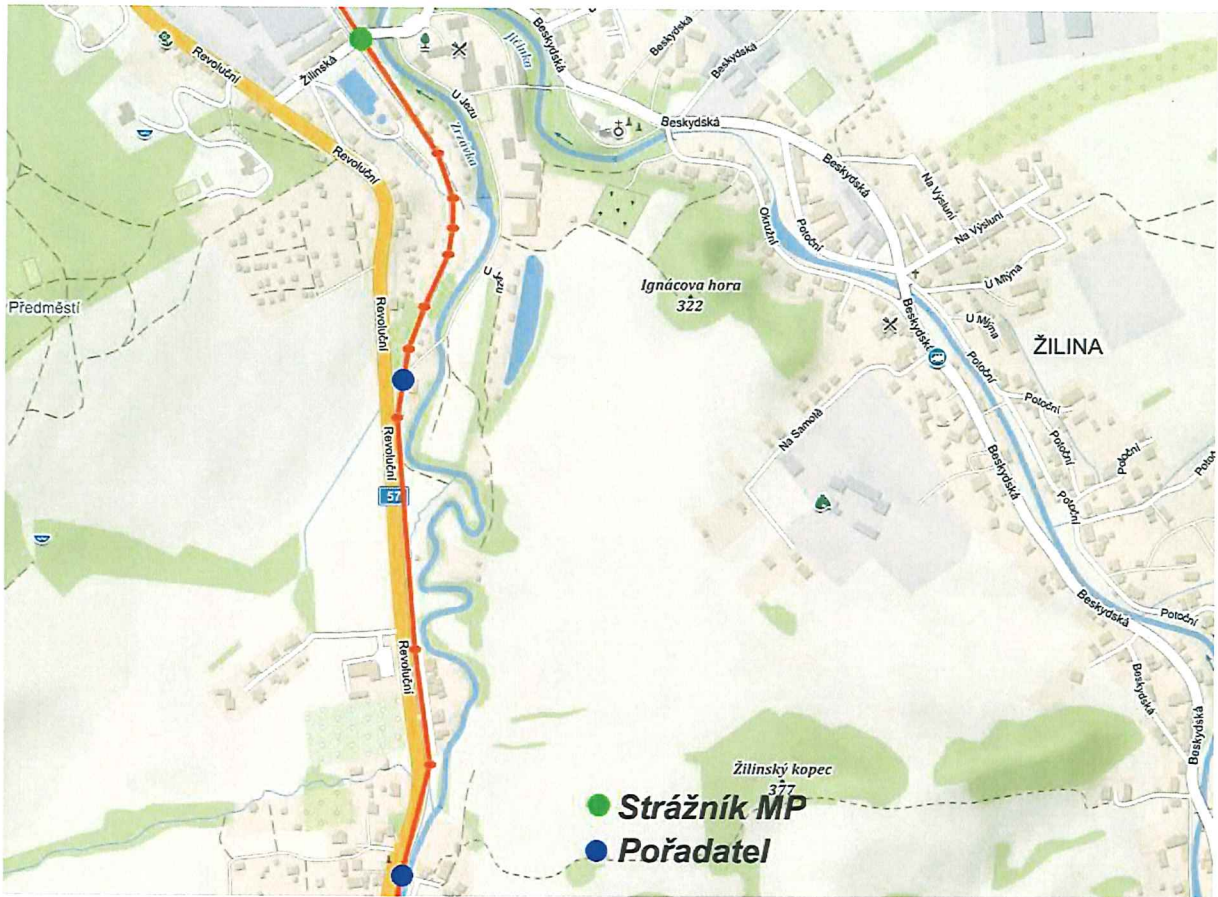 Revoluční
Žilinská
Jičínka
Beskydská
Beskydská
Beskydská
U Jezu
Zrzávka
Beskydská
Revoluční
Beskydská
Na Výsluní
Okružní
Potoční
Na Výsluní
U Mlýna
U Jezu
Ignácova hora
322
Předměstí
Revoluční
Beskydská
U Mlýna
ŽILINA
Potoční
Potoční
Na Samotě
Revoluční
Potoční
Potoční
Beskydská
57
Potoční
Beskydská
Potoční
Revoluční
Beskydská
Beskydská
Žilinský kopec
377
Strážník MP
Pořadatel